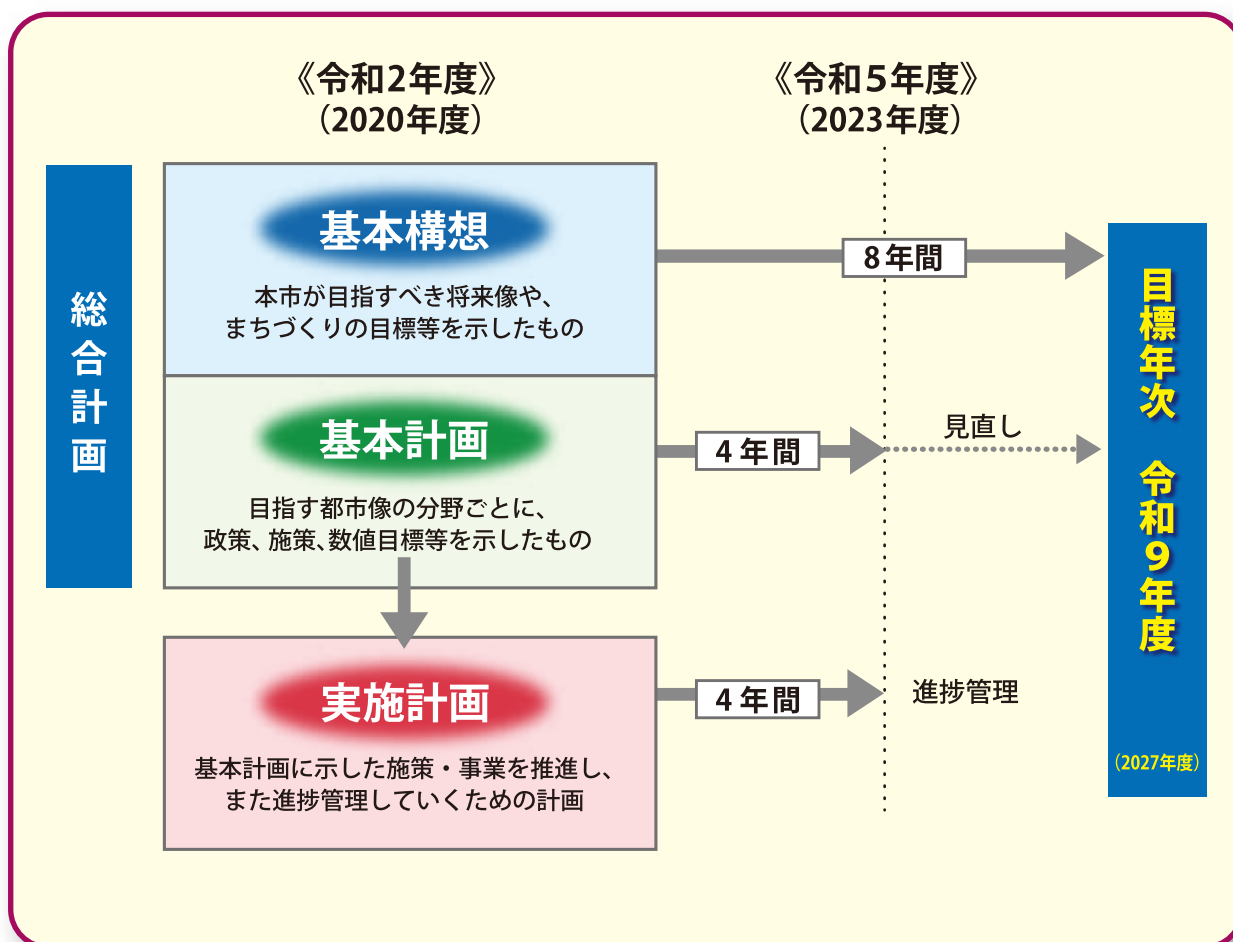 《令和2年度》
（2020年度）
《令和５年度》
（2023年度）
総合計画
基本構想
本市が目指すべき将来像や、
まちづくりの目標等を示したもの
8年間
基本計画
目指す都市像の分野ごとに、
政策、施策、数値目標等を示したもの
4年間
見直し
実施計画
基本計画に示した施策・事業を推進し、
また進捗管理していくための計画
4年間
進捗管理
目標年次　令和９年度
（2027年度）